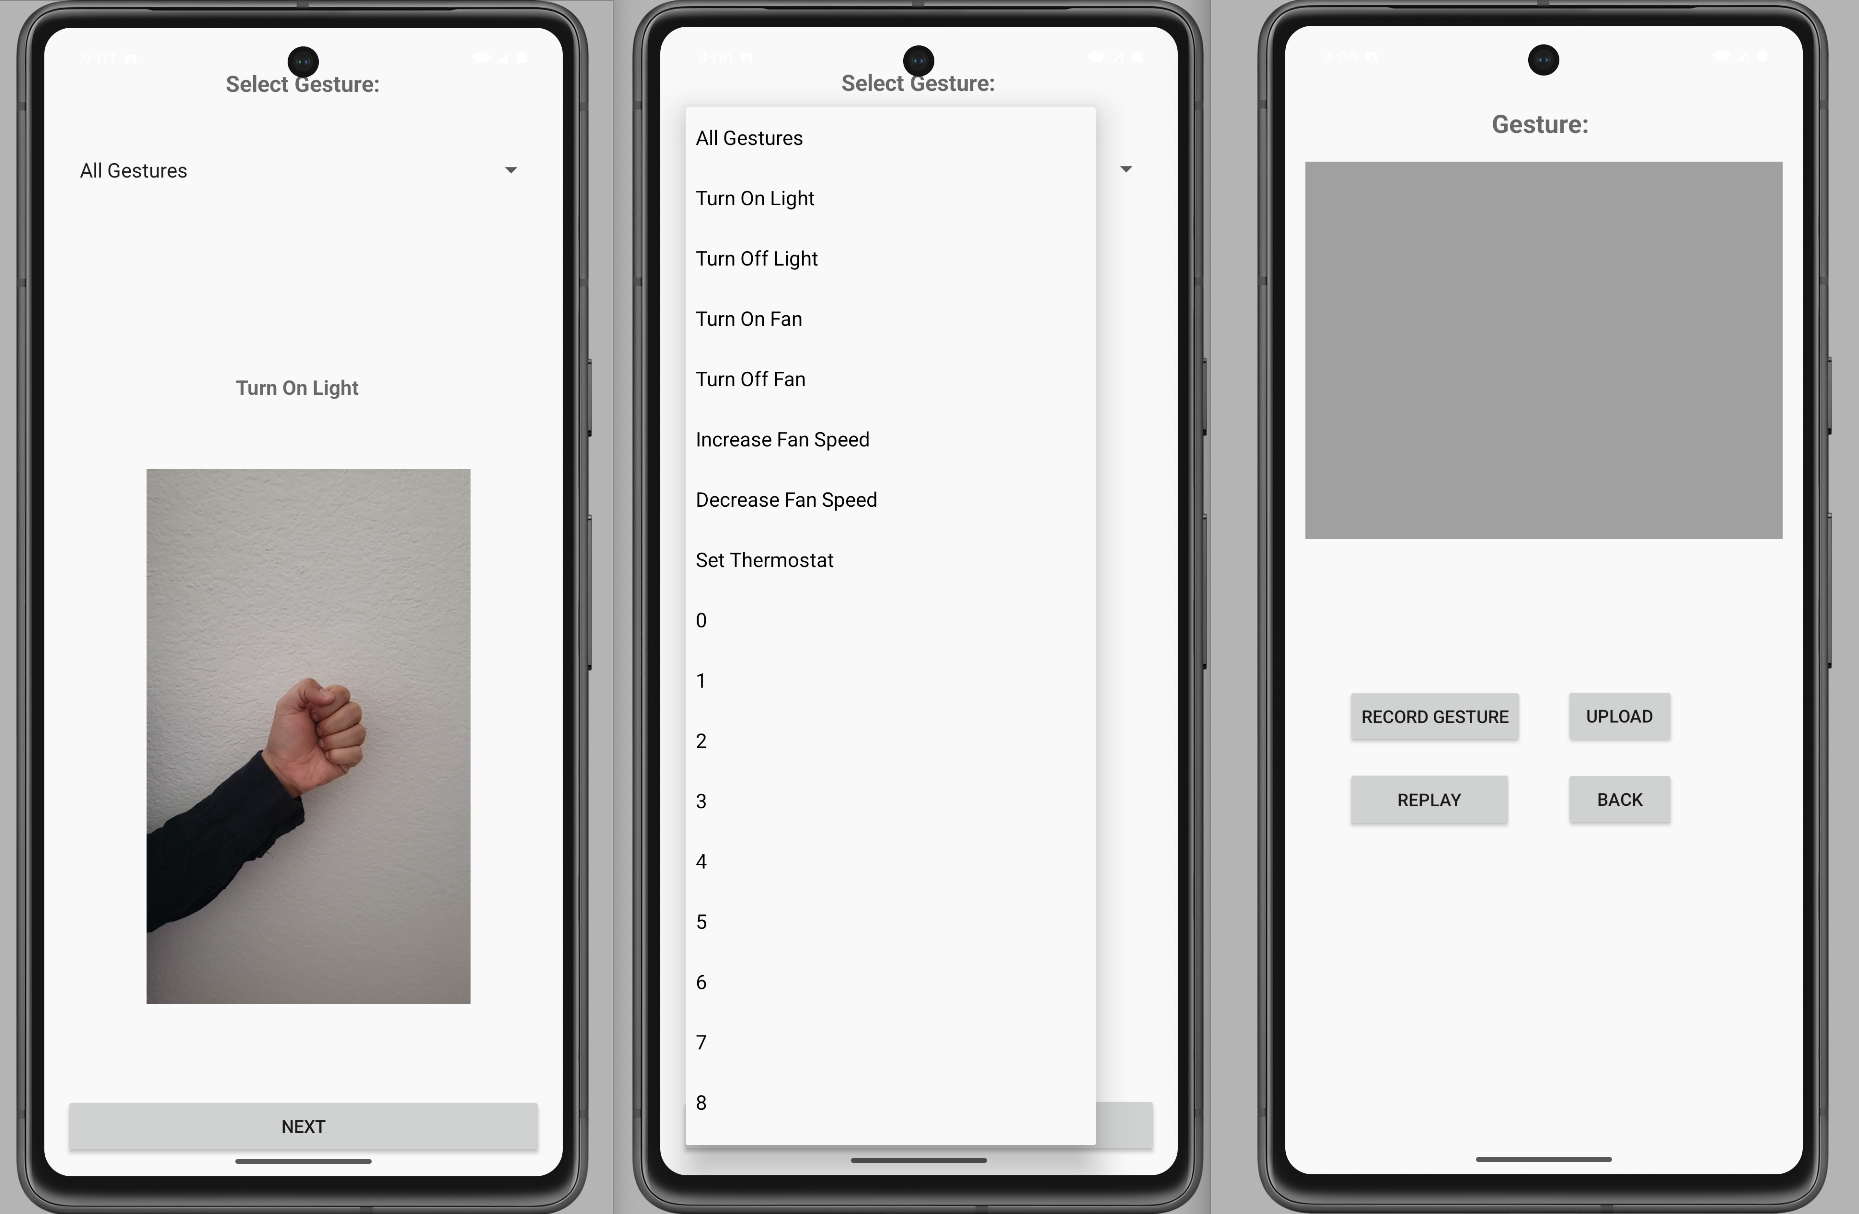 Select Gesture:
All Gestures
Turn On Light
NEXT
Select Gesture:
All Gestures
Turn On Light
Turn Off Light
Turn On Fan
Turn Off Fan
Increase Fan Speed
Decrease Fan Speed
Set Thermostat
0
1
2
3
4
5
6
7
8
Gesture:
RECORD GESTURE
UPLOAD
REPLAY
BACK